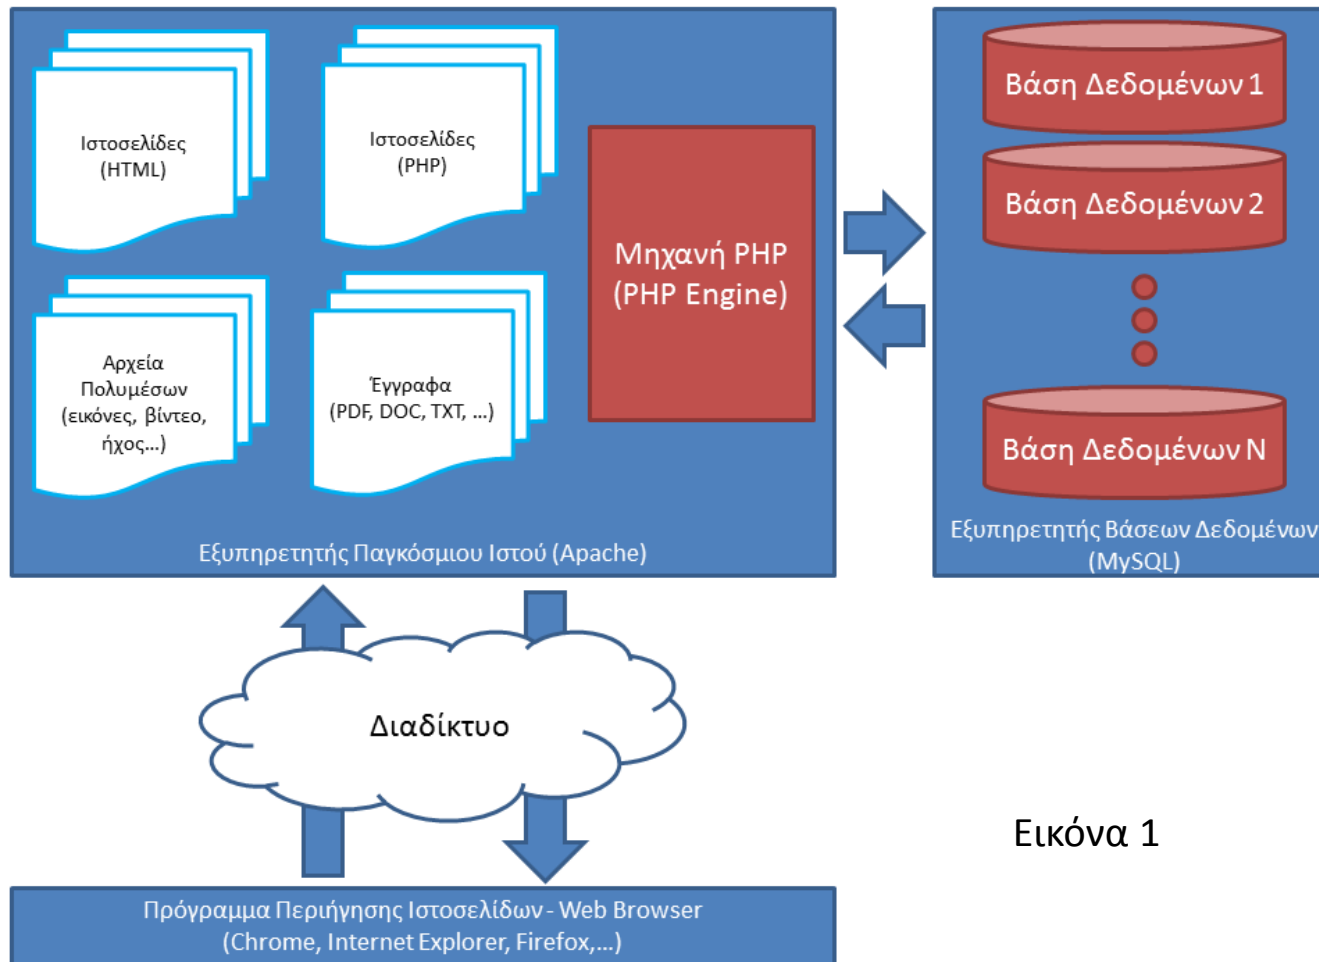 Ιστοσελίδες
(HTML)
Ιστοσελίδες
(PHP)
Αρχεία
Πολυμέσων
(εικόνες, βίντεο,
ήχος...)
Έγγραφα
(PDF, DOC, TXT, ...)
Μηχανή PHP
(PHP Engine)
Εξυπηρετητής Παγκόσμιου Ιστού (Apache)
Βάση Δεδομένων 1
Βάση Δεδομένων 2
Βάση Δεδομένων N
Εξυπηρετητής Βάσεων Δεδομένων
(MySQL)
Διαδίκτυο
Εικόνα 1
Πρόγραμμα Περιήγησης Ιστοσελίδων - Web Browser
(Chrome, Internet Explorer, Firefox,...)